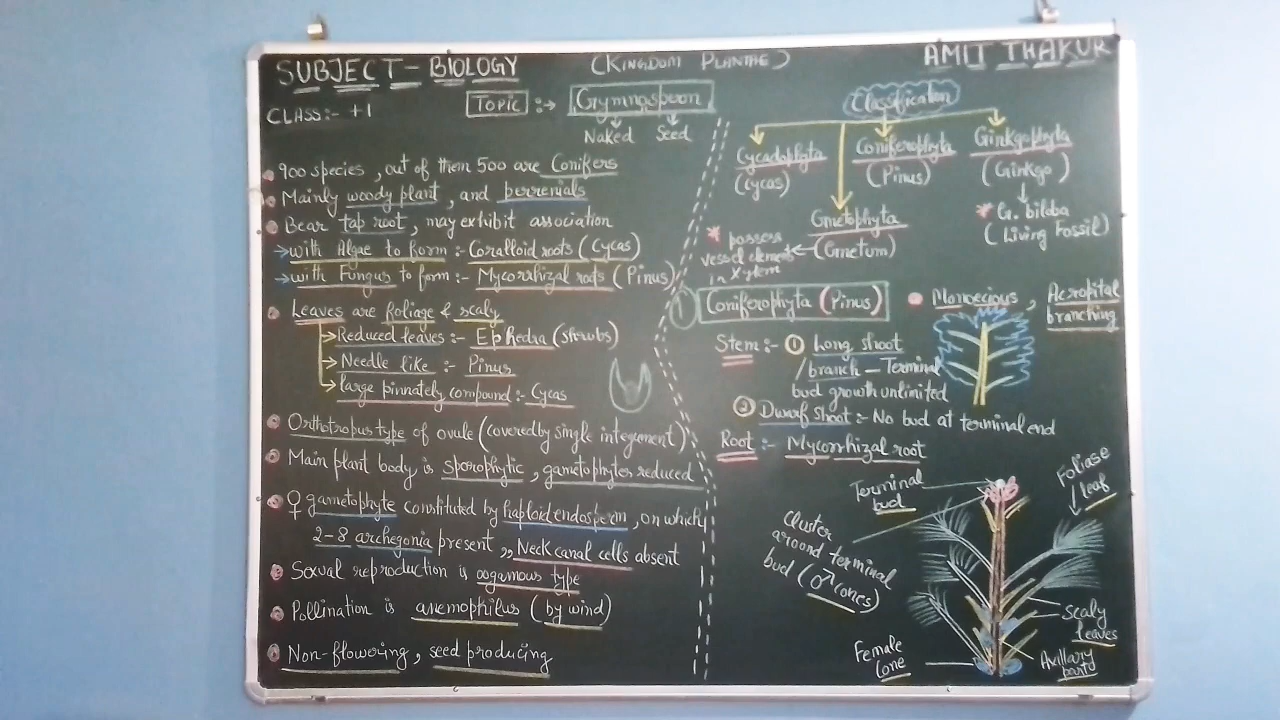 SUBJECT - BIOLOGY
(KINGDOM PLANTAE)
AMIT THAKUR
CLASS:- +1
TOPIC :-> Gymnosperm
Naked Seed
900 species, out of them 500 are Conifers
Mainly woody plant, and perrenials
Bear tap root, may exhibit association
→with Algae to form :- Coralloid roots (Cycas)
→with Fungus to form:- Mycorrhizal roots (Pinus)
Leaves are foliage & scaly
→Reduced leaves:- Ephedra (shrubs)
→Needle like :- Pinus
→large pinnately compound:- Cycas
Orthotropus type of ovule (covered by single integument)
Main plant body is sporophytic, gametophytes reduced
♀ gametophyte constituted by haploid endosperm, on which
2-8 archegonia present ,, Neck canal cells absent
Sexual reproduction is oogamous type
Pollination is anemophilus (by wind)
Non-flowering, seed producing
Classification
Cycadophyta
(Cycas)
Coniferophyta
(Pinus)
Ginkgophyta
(Ginkgo)
* G. biloba
(Living Fossil)
Gnetophyta
(Gnetum)
* possess
vessel elements
in Xylem
① Coniferophyta (Pinus)
Monoecious, Acropital
branching
Stem:- ① Long shoot
/branch - Terminal
bud growth unlimited
② Dwarf shoot:- No bud at terminal end
Root:- Mycorrhizal root
Terminal
bud
Foliase
/leaf
Cluster
around terminal
bud (♂ cones)
Scaly
leaves
Female
Cone
Axillary
part